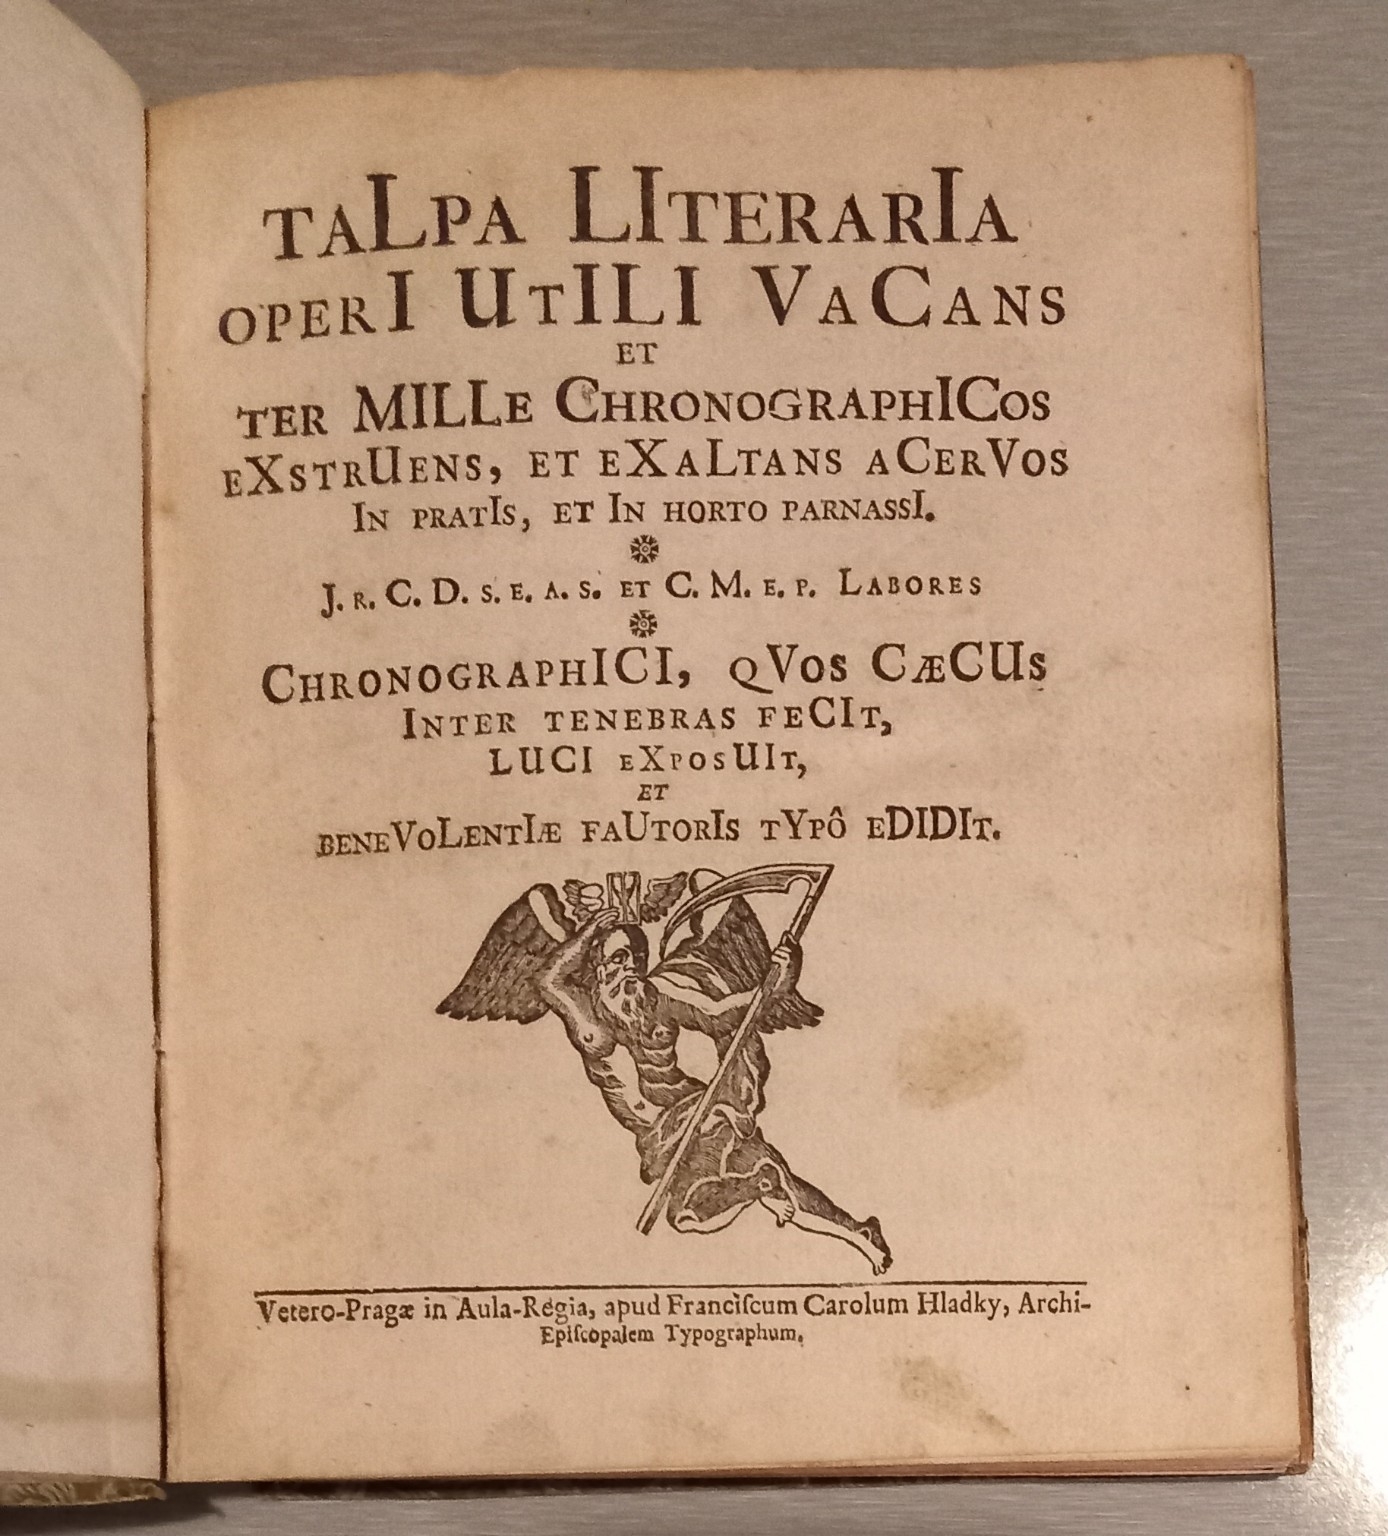 TALPA LITERARIA
OPERI UTILI VACANS
ET
TER MILLE CHRONOGRAPHICOS
EXSTRUENS, ET EXALTANS ACERVOS
IN PRATIS, ET IN HORTO PARNASSI.
J. R. C. D. S. E. A. S. ET C. M. E. P. LABORES
CHRONOGRAPHICI, QVOS CÆCUS
INTER TENEBRAS FECIT,
LUCI EXPOSUIT,
ET
BENEVOLENTIÆ FAUTORIS TYPÔ EDIDIT.
Vetero-Pragæ in Aula-Regia, apud Franciſcum Carolum Hladky, Archi-
Epiſcopalem Typographum.